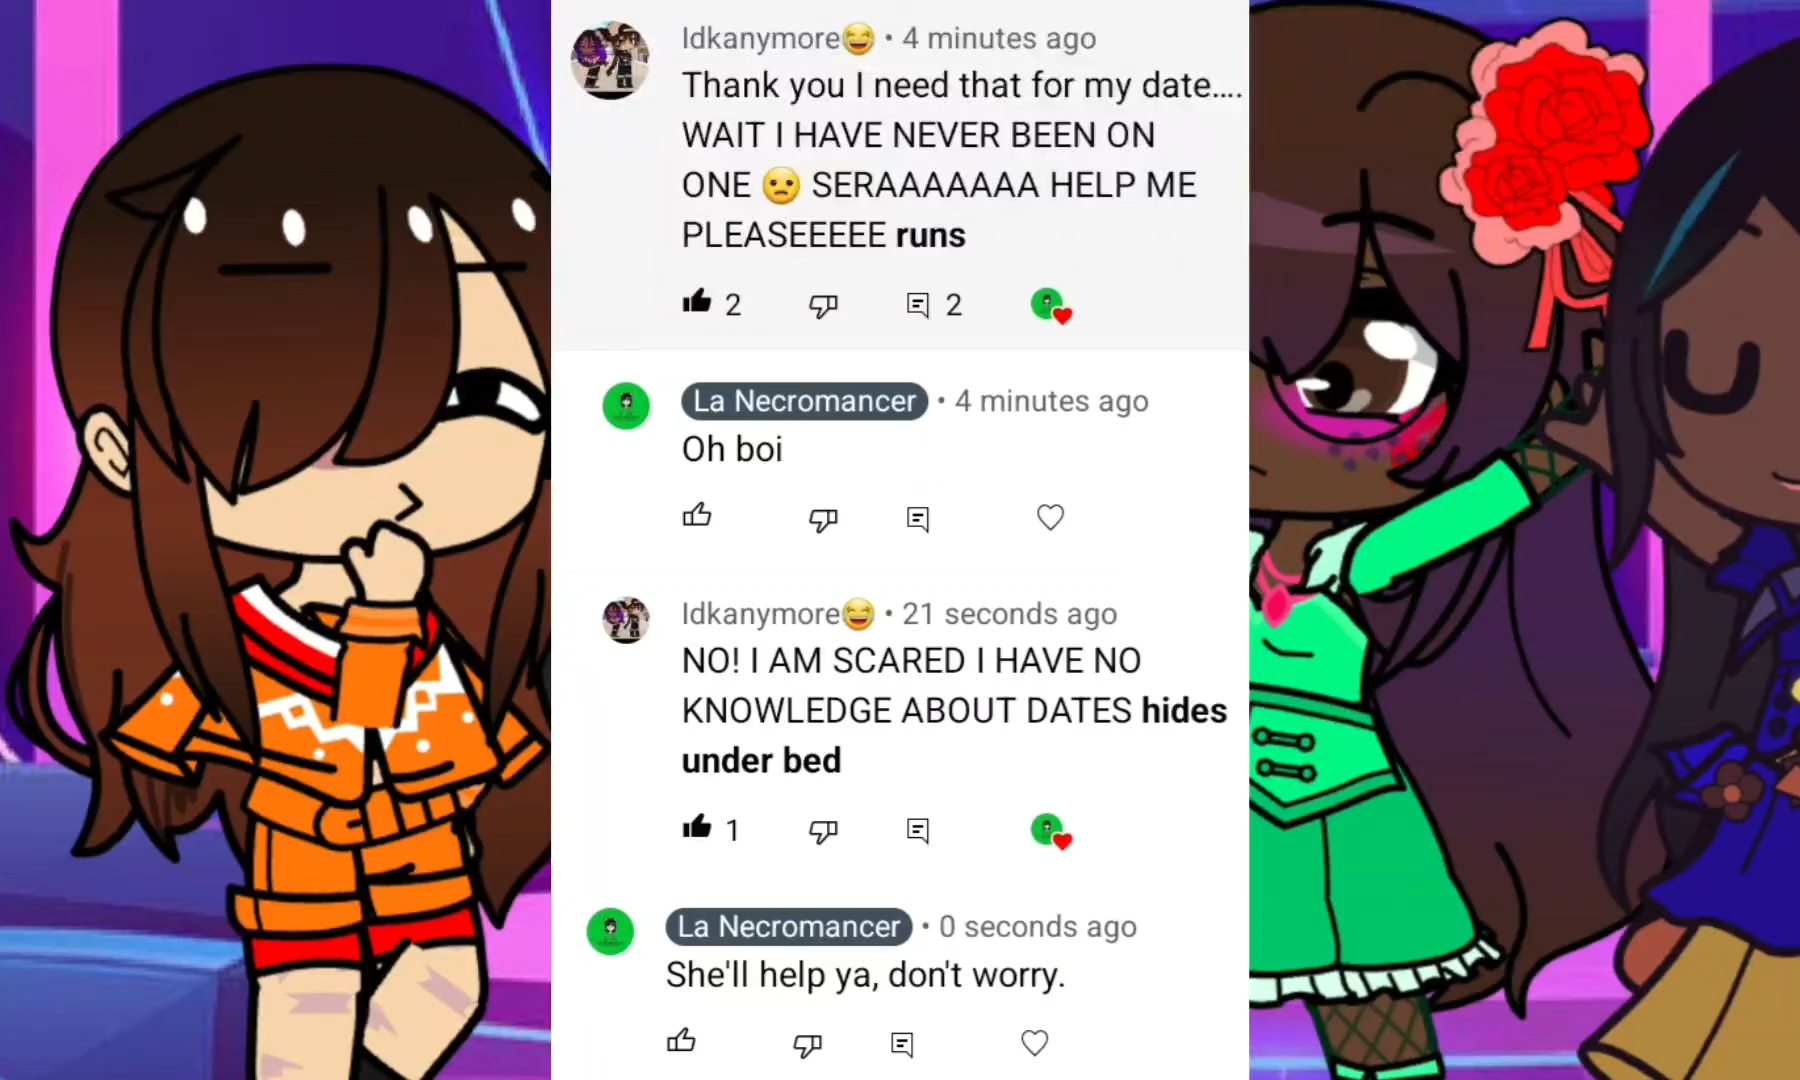 Idkanymore😂 • 4 minutes ago
Thank you I need that for my date....
WAIT I HAVE NEVER BEEN ON
ONE 😟 SERAAAAAAA HELP ME
PLEASEEEEE runs
2
2
La Necromancer • 4 minutes ago
Oh boi
Idkanymore😂 • 21 seconds ago
NO! I AM SCARED I HAVE NO
KNOWLEDGE ABOUT DATES hides
under bed
1
La Necromancer • 0 seconds ago
She'll help ya, don't worry.